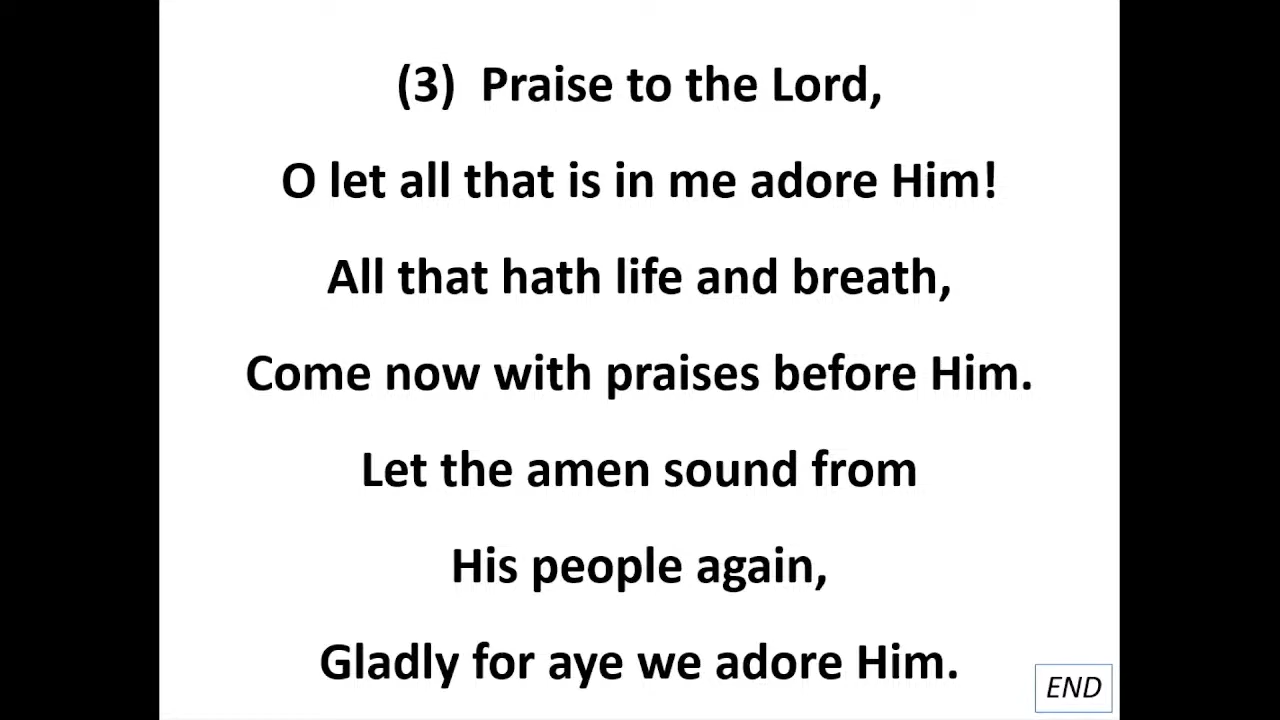 (3) Praise to the Lord,
O let all that is in me adore Him!
All that hath life and breath,
Come now with praises before Him.
Let the amen sound from
His people again,
Gladly for aye we adore Him.
END